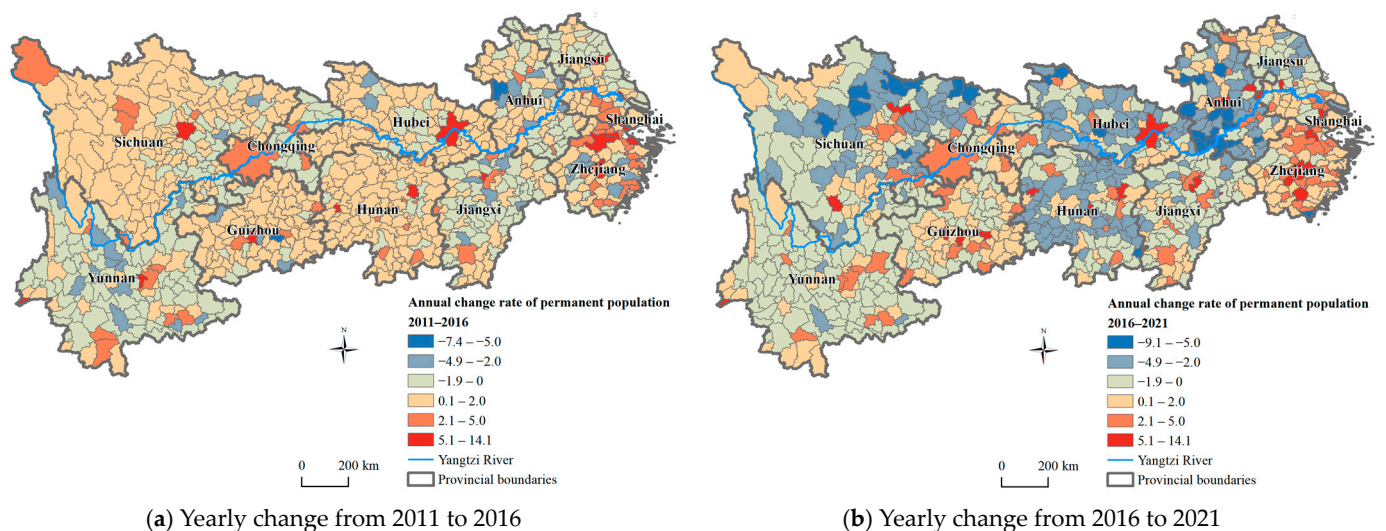 Jiangsu
Anhui
Shanghai
Hubei
Sichuan
Chongqing
Zhejiang
Hunan
Jiangxi
Guizhou
Yunnan
Annual change rate of permanent population
2011–2016
−7.4 – −5.0
−4.9 – −2.0
−1.9 – 0
0.1 – 2.0
2.1 – 5.0
5.1 – 14.1
Yangtzi River
Provincial boundaries
N
0 200 km
(a) Yearly change from 2011 to 2016
Jiangsu
Anhui
Shanghai
Hubei
Sichuan
Chongqing
Zhejiang
Hunan
Jiangxi
Guizhou
Yunnan
Annual change rate of permanent population
2016–2021
−9.1 – −5.0
−4.9 – −2.0
−1.9 – 0
0.1 – 2.0
2.1 – 5.0
5.1 – 14.1
Yangtzi River
Provincial boundaries
N
0 200 km
(b) Yearly change from 2016 to 2021